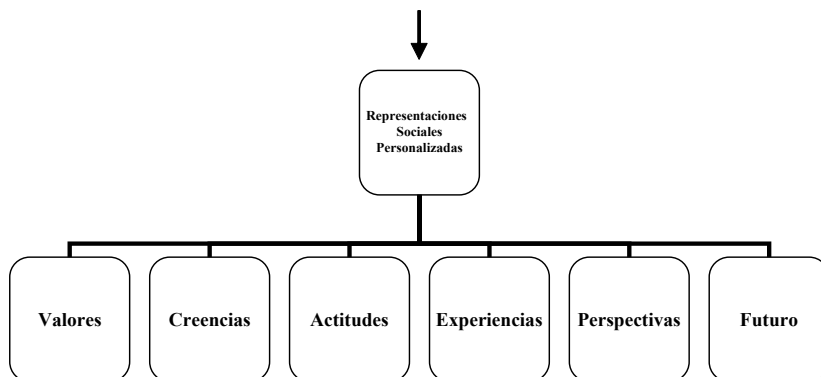 Representaciones
Sociales
Personalizadas
Valores
Creencias
Actitudes
Experiencias
Perspectivas
Futuro